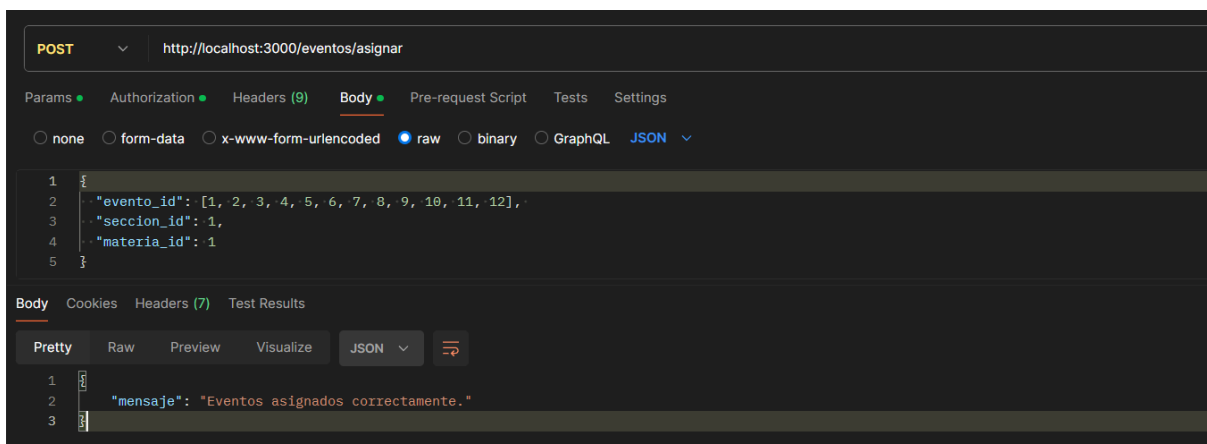 POST http://localhost:3000/eventos/asignar
Params Authorization Headers (9) Body Pre-request Script Tests Settings
none form-data x-www-form-urlencoded raw binary GraphQL JSON
1 {
2 "evento_id": [1, 2, 3, 4, 5, 6, 7, 8, 9, 10, 11, 12],
3 "seccion_id": 1,
4 "materia_id": 1
5 }
Body Cookies Headers (7) Test Results
Pretty Raw Preview Visualize JSON
1 {
2 "mensaje": "Eventos asignados correctamente."
3 }